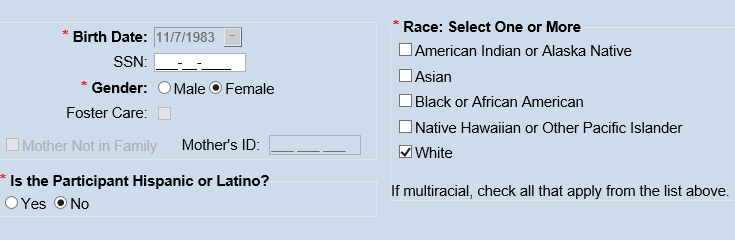 * Birth Date: 11/7/1983
SSN: ___-__-____
* Gender: Male Female
Foster Care:
Mother Not in Family Mother's ID: ___ ___ ___
* Is the Participant Hispanic or Latino?
Yes No
* Race: Select One or More
American Indian or Alaska Native
Asian
Black or African American
Native Hawaiian or Other Pacific Islander
White
If multiracial, check all that apply from the list above.